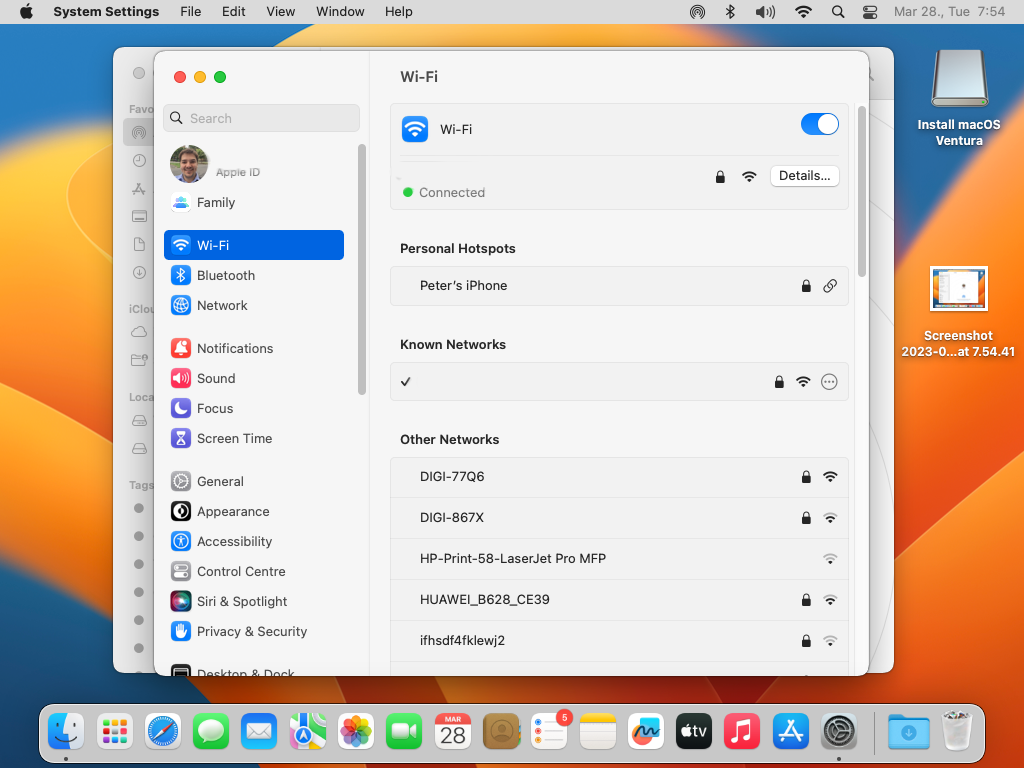 System Settings File Edit View Window Help Mar 28., Tue 7:54
Wi-Fi
Favo
Search
Install macOS
Ventura
Wi-Fi
Apple ID
Details...
Connected
Family
Wi-Fi
Bluetooth
Personal Hotspots
Network
Peter's iPhone
iClou
Notifications
Known Networks
Screenshot
2023-0...at 7.54.41
Sound
Loca
Focus
Screen Time
Other Networks
General
DIGI-77Q6
Tags
Appearance
DIGI-867X
Accessibility
HP-Print-58-LaserJet Pro MFP
Control Centre
Siri & Spotlight
HUAWEI_B628_CE39
Privacy & Security
ifhsdf4fklewj2
Desktop & Dock
MAR
28
5
tv